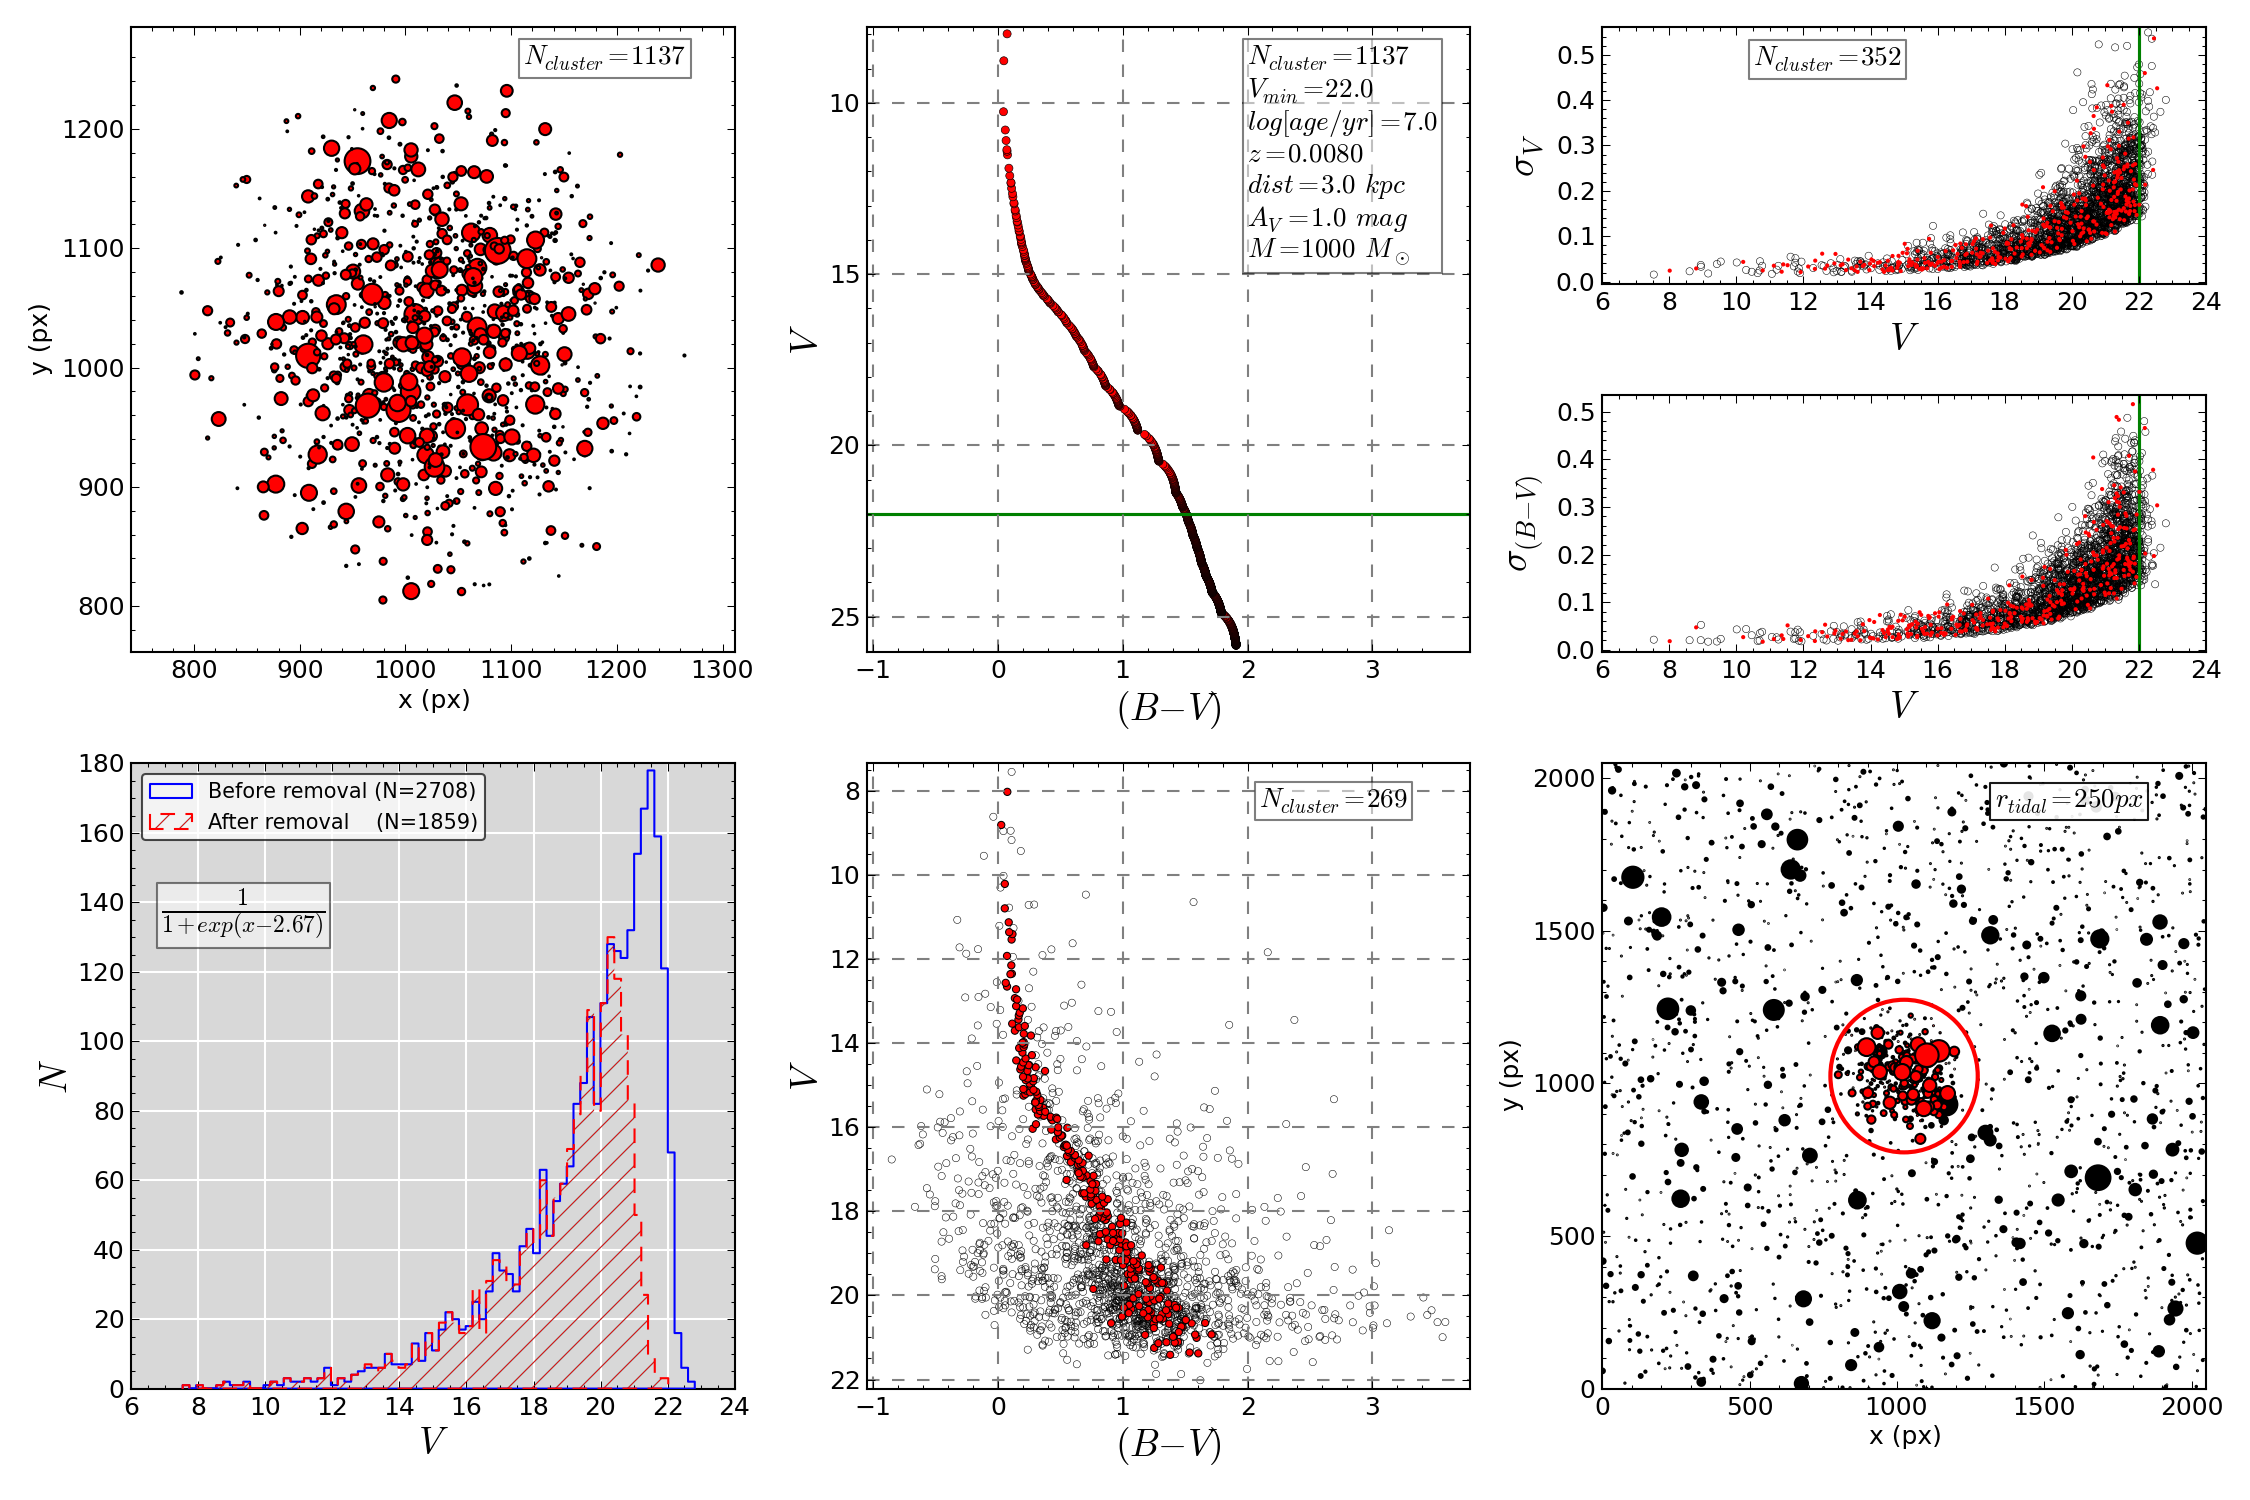 N_cluster=1137
1200
1100
1000
900
800
y (px)
800 900 1000 1100 1200 1300
x (px)
N_cluster=1137
V_min=22.0
log[age/yr]=7.0
z=0.0080
dist=3.0 kpc
A_V=1.0 mag
M=1000 M_⊙
10
15
20
25
V
−1 0 1 2 3
(B−V)
N_cluster=352
0.5
0.4
0.3
0.2
0.1
0.0
σ_V
6 8 10 12 14 16 18 20 22 24
V
0.5
0.4
0.3
0.2
0.1
0.0
σ_(B−V)
6 8 10 12 14 16 18 20 22 24
V
180
160
140
120
100
80
60
40
20
0
N
Before removal (N=2708)
After removal (N=1859)
1
1+exp(x−2.67)
6 8 10 12 14 16 18 20 22 24
V
N_cluster=269
8
10
12
14
16
18
20
22
V
−1 0 1 2 3
(B−V)
r_tidal=250px
2000
1500
1000
500
0
y (px)
0 500 1000 1500 2000
x (px)